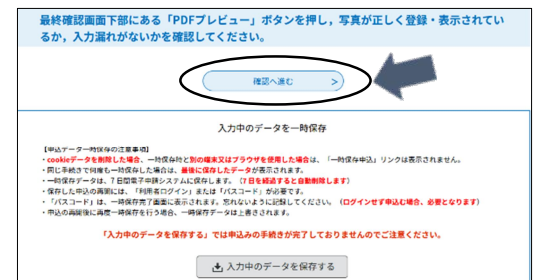 最終確認画面下部にある「PDFプレビュー」ボタンを押し，写真が正しく登録・表示されてい
るか，入力漏れがないかを確認してください。
確認へ進む >
入力中のデータを一時保存
【申込データ一時保存の注意事項】
・cookieデータを削除した場合、一時保存時と別の端末又はブラウザを使用した場合は、「一時保存申込」リンクは表示されません。
・同じ手続きで何度も一時保存した場合は、最後に保存したデータが表示されます。
・一時保存データは、7日間電子申請システムに保存します。（7日を経過すると自動削除します）
・保存した申込の再開には、「利用者ログイン」または「パスコード」が必要です。
・「パスコード」は、一時保存完了画面に表示されます。忘れないように記録してください。（ログインせず申込む場合、必要となります）
・申込の再開後に再度一時保存を行う場合、一時保存データは上書きされます。
「入力中のデータを保存する」では申込みの手続きが完了しておりませんのでご注意ください。
入力中のデータを保存する